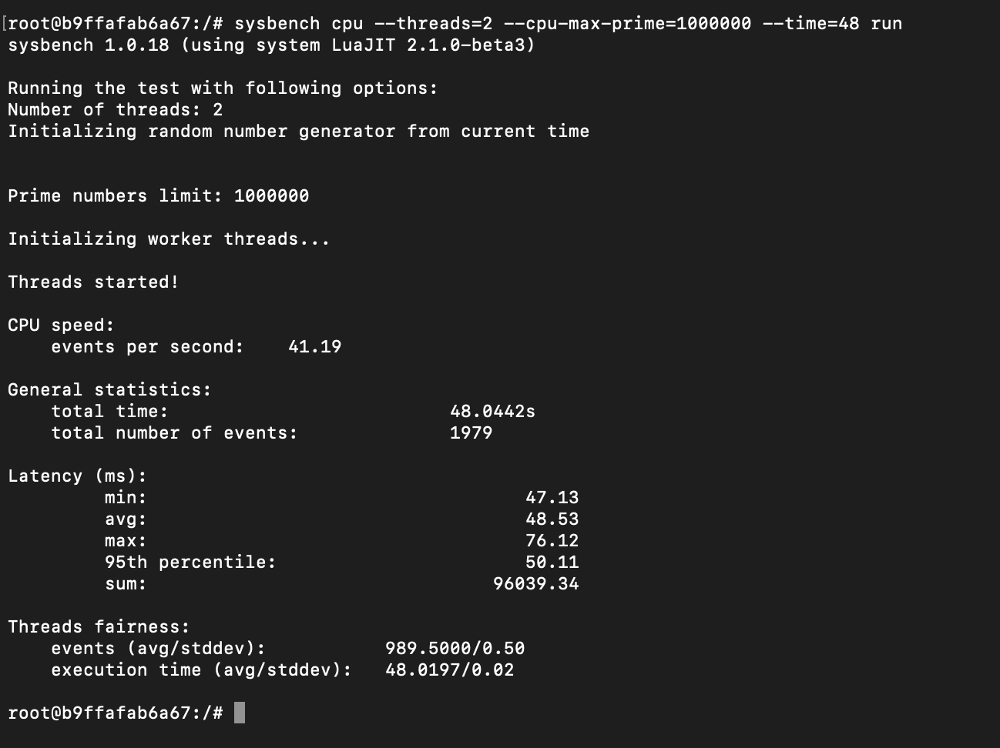 [root@b9ffafab6a67:/# sysbench cpu --threads=2 --cpu-max-prime=1000000 --time=48 run
sysbench 1.0.18 (using system LuaJIT 2.1.0-beta3)
Running the test with following options:
Number of threads: 2
Initializing random number generator from current time
Prime numbers limit: 1000000
Initializing worker threads...
Threads started!
CPU speed:
events per second: 41.19
General statistics:
total time: 48.0442s
total number of events: 1979
Latency (ms):
min: 47.13
avg: 48.53
max: 76.12
95th percentile: 50.11
sum: 96039.34
Threads fairness:
events (avg/stddev): 989.5000/0.50
execution time (avg/stddev): 48.0197/0.02
root@b9ffafab6a67:/#